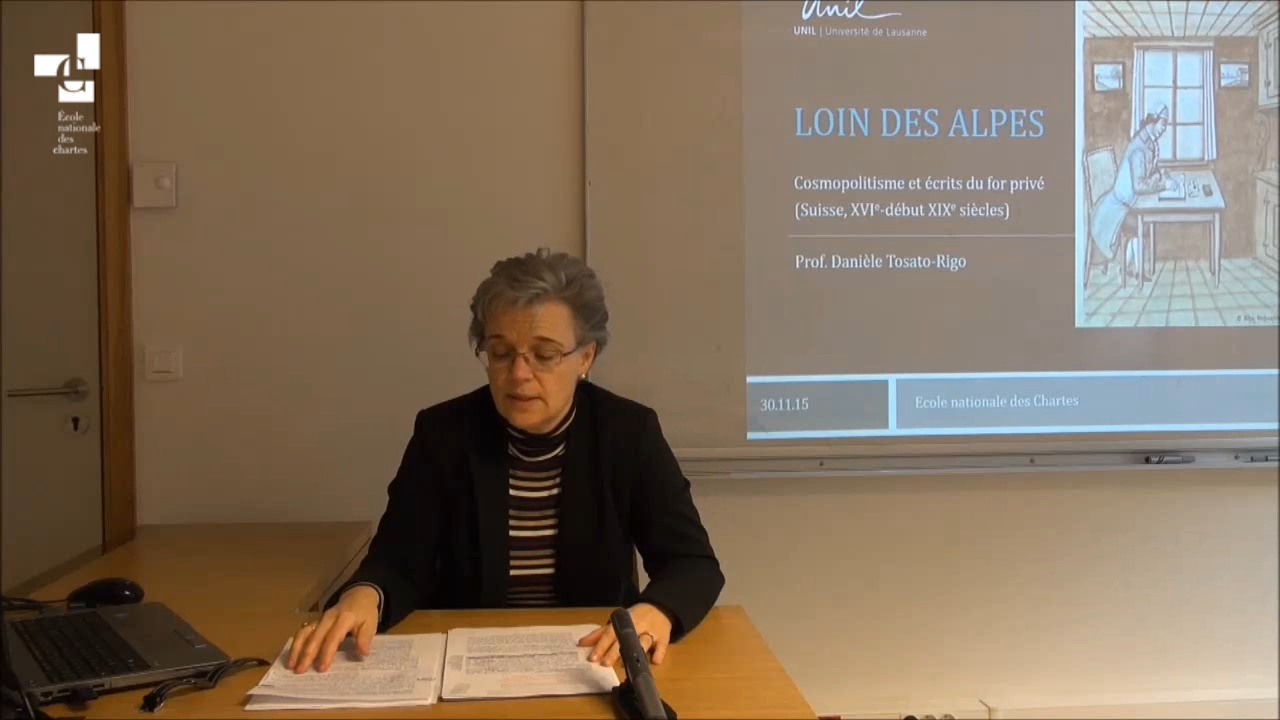 École
nationale
des
chartes
Unil
UNIL | Université de Lausanne
LOIN DES ALPES
Cosmopolitisme et écrits du for privé
(Suisse, XVIᵉ-début XIXᵉ siècles)
Prof. Danièle Tosato-Rigo
30.11.15
Ecole nationale des Chartes